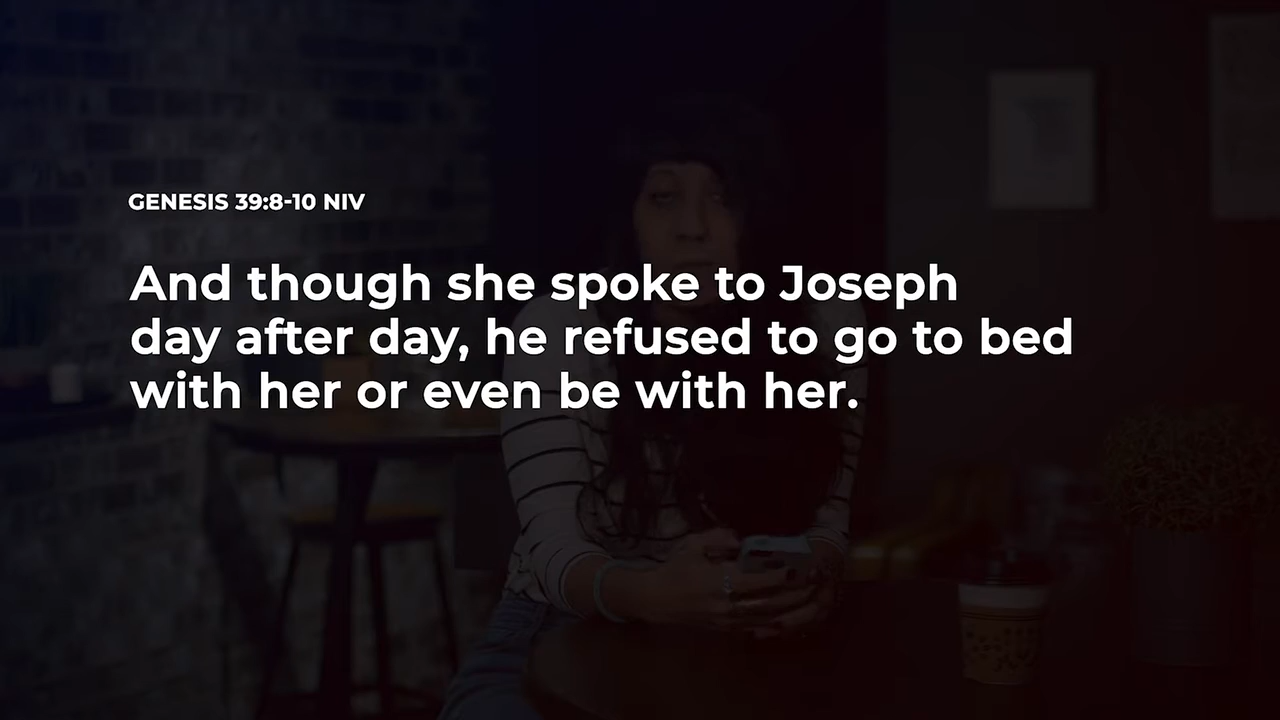 GENESIS 39:8-10 NIV
And though she spoke to Joseph
day after day, he refused to go to bed
with her or even be with her.